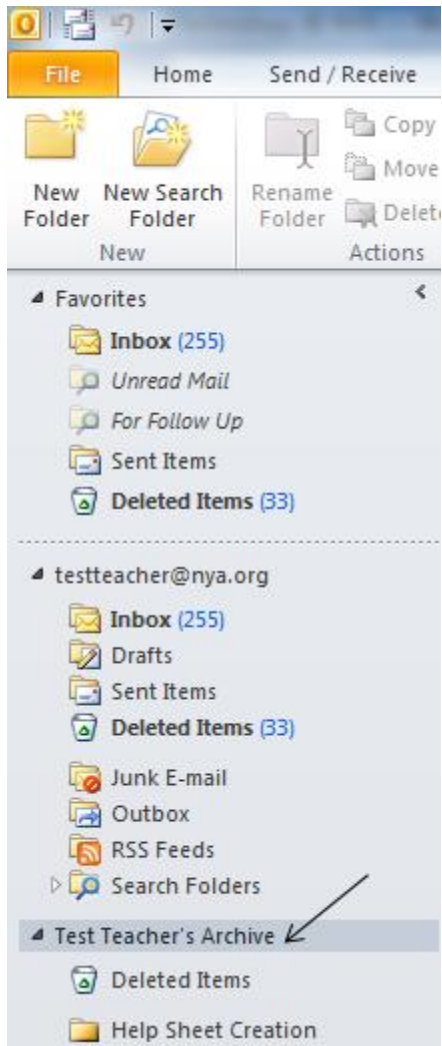 File Home Send / Receive
New Folder New Search Folder Rename Folder Copy
Move
Delete
New Actions
Favorites
Inbox (255)
Unread Mail
For Follow Up
Sent Items
Deleted Items (33)
testteacher@nya.org
Inbox (255)
Drafts
Sent Items
Deleted Items (33)
Junk E-mail
Outbox
RSS Feeds
Search Folders
Test Teacher's Archive
Deleted Items
Help Sheet Creation